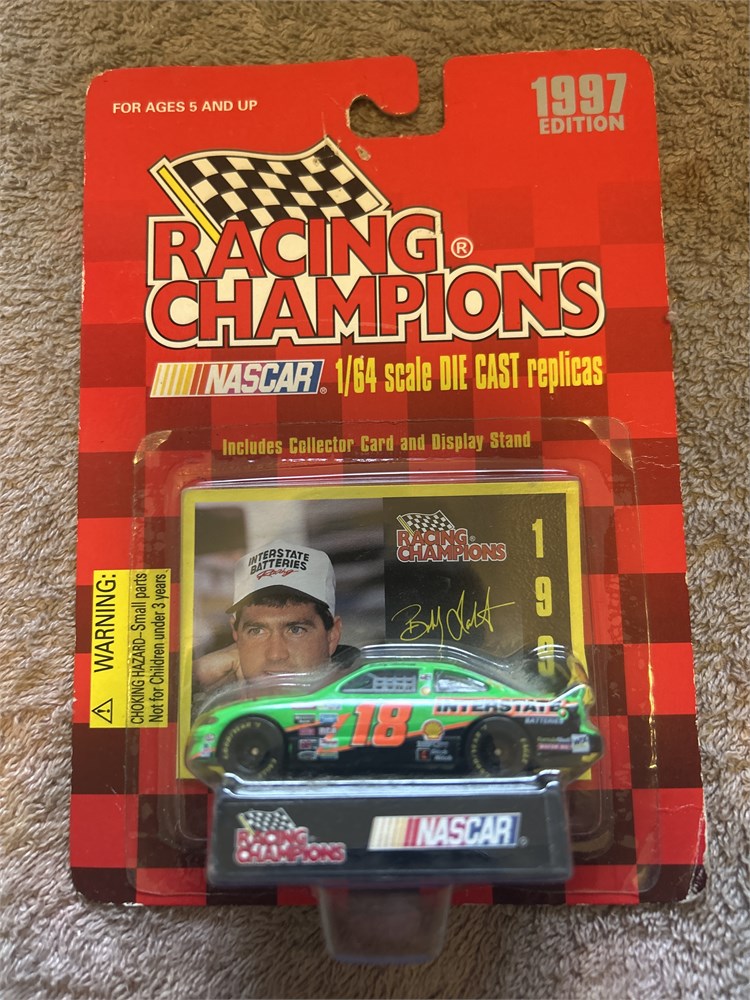 FOR AGES 5 AND UP
1997
EDITION
RACING
CHAMPIONS®
NASCAR®
1/64 scale DIE CAST replicas
Includes Collector Card and Display Stand
WARNING:
CHOKING HAZARD--Small parts
Not for Children under 3 years
INTERSTATE
BATTERIES
Racing
RACING
CHAMPIONS®
1
9
9
18
INTERSTATE
BATTERIES
RACING
CHAMPIONS
NASCAR®